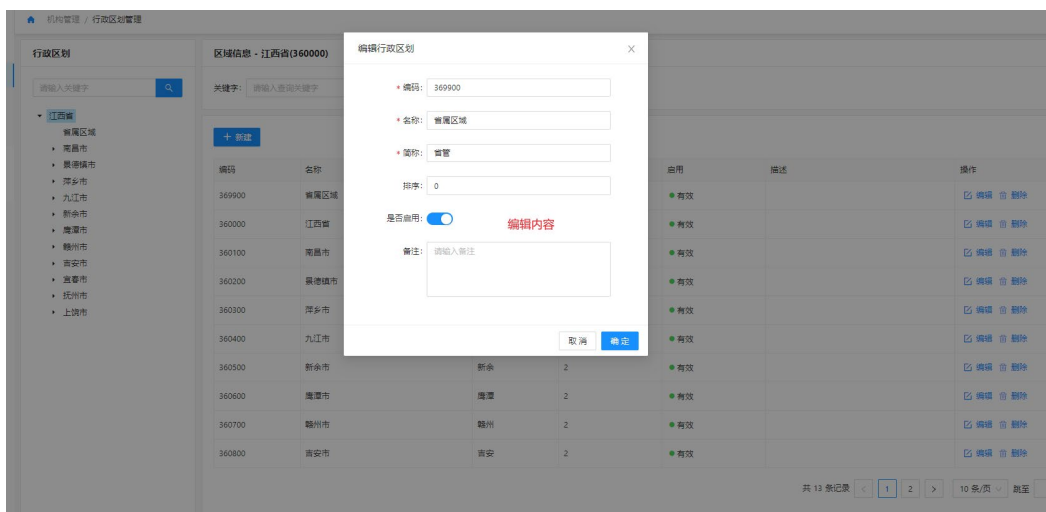 机构管理 / 行政区划管理
行政区划
请输入关键字
江西省
省属区域
南昌市
景德镇市
萍乡市
九江市
新余市
鹰潭市
赣州市
吉安市
宜春市
抚州市
上饶市
区域信息 - 江西省(360000)
关键字: 请输入查询关键字
+ 新建
编码 名称 启用 描述 操作
369900 省属区域 有效 编辑 删除
360000 江西省 有效 编辑 删除
360100 南昌市 有效 编辑 删除
360200 景德镇市 有效 编辑 删除
360300 萍乡市 有效 编辑 删除
360400 九江市 有效 编辑 删除
360500 新余市 新余 2 有效 编辑 删除
360600 鹰潭市 鹰潭 2 有效 编辑 删除
360700 赣州市 赣州 2 有效 编辑 删除
360800 吉安市 吉安 2 有效 编辑 删除
共 13 条记录 < 1 2 > 10 条/页 跳至
编辑行政区划
* 编码: 369900
* 名称: 省属区域
* 简称: 省管
排序: 0
是否启用:
编辑内容
备注: 请输入备注
取消 确定